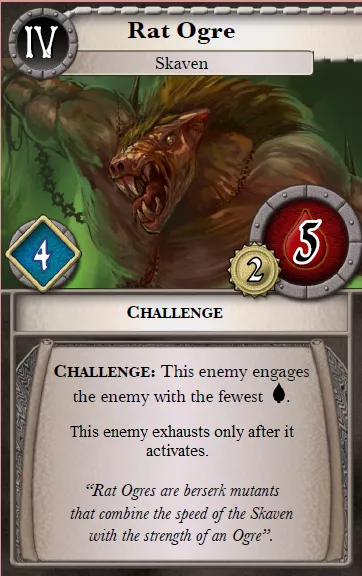 IV
Rat Ogre
Skaven
4
2
5
CHALLENGE
CHALLENGE: This enemy engages
the enemy with the fewest .
This enemy exhausts only after it
activates.
“Rat Ogres are berserk mutants
that combine the speed of the Skaven
with the strength of an Ogre”.